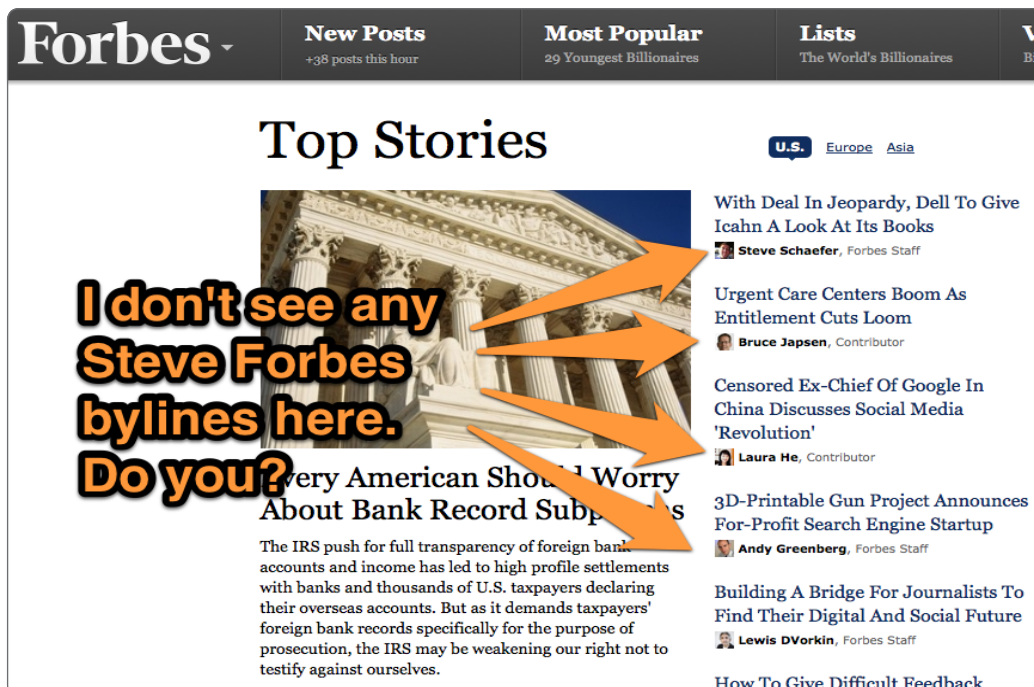 Forbes
New Posts
+38 posts this hour
Most Popular
29 Youngest Billionaires
Lists
The World's Billionaires
Top Stories
U.S. Europe Asia
I don't see any
Steve Forbes
bylines here.
Do you?
Every American Should Worry
About Bank Record Subpoenas
The IRS push for full transparency of foreign bank
accounts and income has led to high profile settlements
with banks and thousands of U.S. taxpayers declaring
their overseas accounts. But as it demands taxpayers'
foreign bank records specifically for the purpose of
prosecution, the IRS may be weakening our right not to
testify against ourselves.
With Deal In Jeopardy, Dell To Give
Icahn A Look At Its Books
Steve Schaefer, Forbes Staff
Urgent Care Centers Boom As
Entitlement Cuts Loom
Bruce Japsen, Contributor
Censored Ex-Chief Of Google In
China Discusses Social Media
'Revolution'
Laura He, Contributor
3D-Printable Gun Project Announces
For-Profit Search Engine Startup
Andy Greenberg, Forbes Staff
Building A Bridge For Journalists To
Find Their Digital And Social Future
Lewis DVorkin, Forbes Staff
How To Give Difficult Feedback